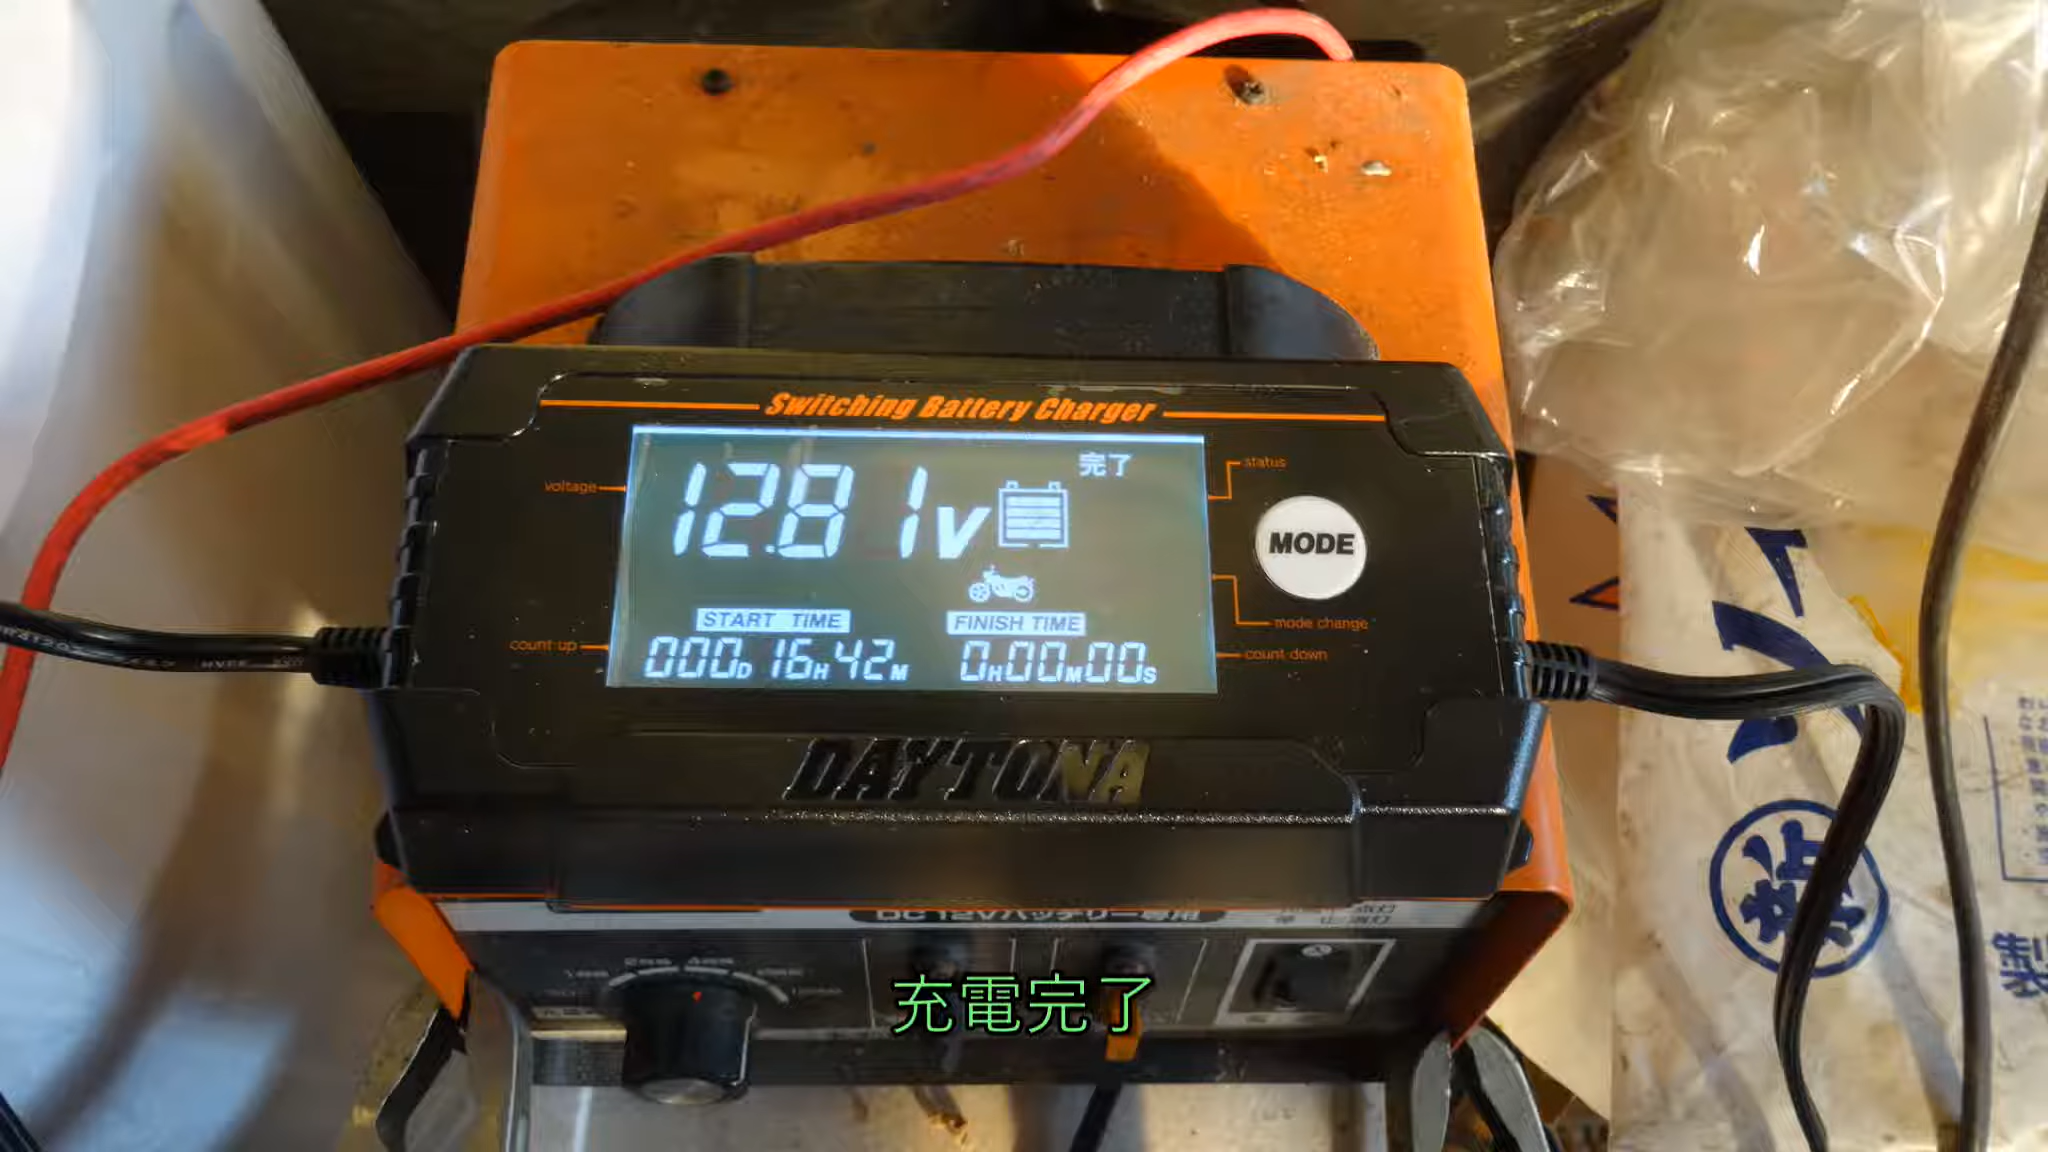 Switching Battery Charger
voltage
12.81V
完了
status
MODE
mode change
START TIME
FINISH TIME
count up
000D 16H 42M
0H 00M 00S
count down
DAYTONA
DC 12Vバッテリー専用
充電完了